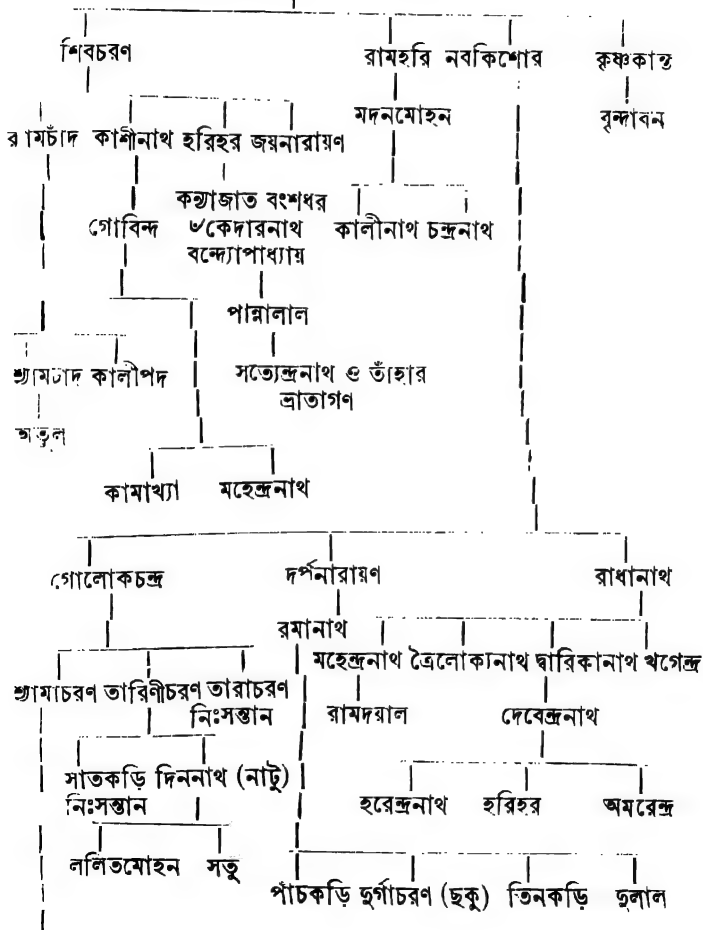 শিবচরণ রামহরি নবকিশোর কৃষ্ণকান্ত
রামচাঁদ কাশীনাথ হরিহর জয়নারায়ণ মদনমোহন বৃন্দাবন
গোবিন্দ কন্যাজাত বংশধর
৺কেদারনাথ
বন্দ্যোপাধ্যায়
কালীনাথ চন্দ্রনাথ
পান্নালাল
শ্যামচাঁদ কালীপদ সত্যেন্দ্রনাথ ও তাঁহার
ভ্রাতাগণ
অতুল
কামাখ্যা মহেন্দ্রনাথ
গোলোকচন্দ্র দর্পনারায়ণ রাধানাথ
রমানাথ
মহেন্দ্রনাথ ত্রৈলোক্যনাথ দ্বারিকানাথ খগেন্দ্র
শ্যামাচরণ তারিণীচরণ তারাচরণ
নিঃসন্তান
রামদয়াল দেবেন্দ্রনাথ
সাতকড়ি দিননাথ (নাটু)
নিঃসন্তান
হরেন্দ্রনাথ হরিহর অমরেন্দ্র
ললিতমোহন সতু
পাঁচকড়ি দুর্গাচরণ (ছকু) তিনকড়ি দুলাল